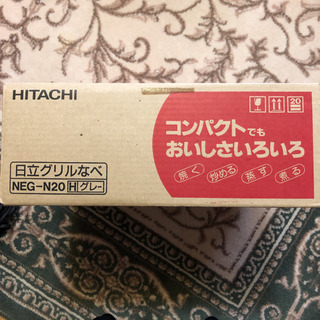 HITACHI
日立グリルなべ
NEG-N20 H グレー
20
コンパクトでも
おいしさいろいろ
焼く 炒める 蒸す 煮る